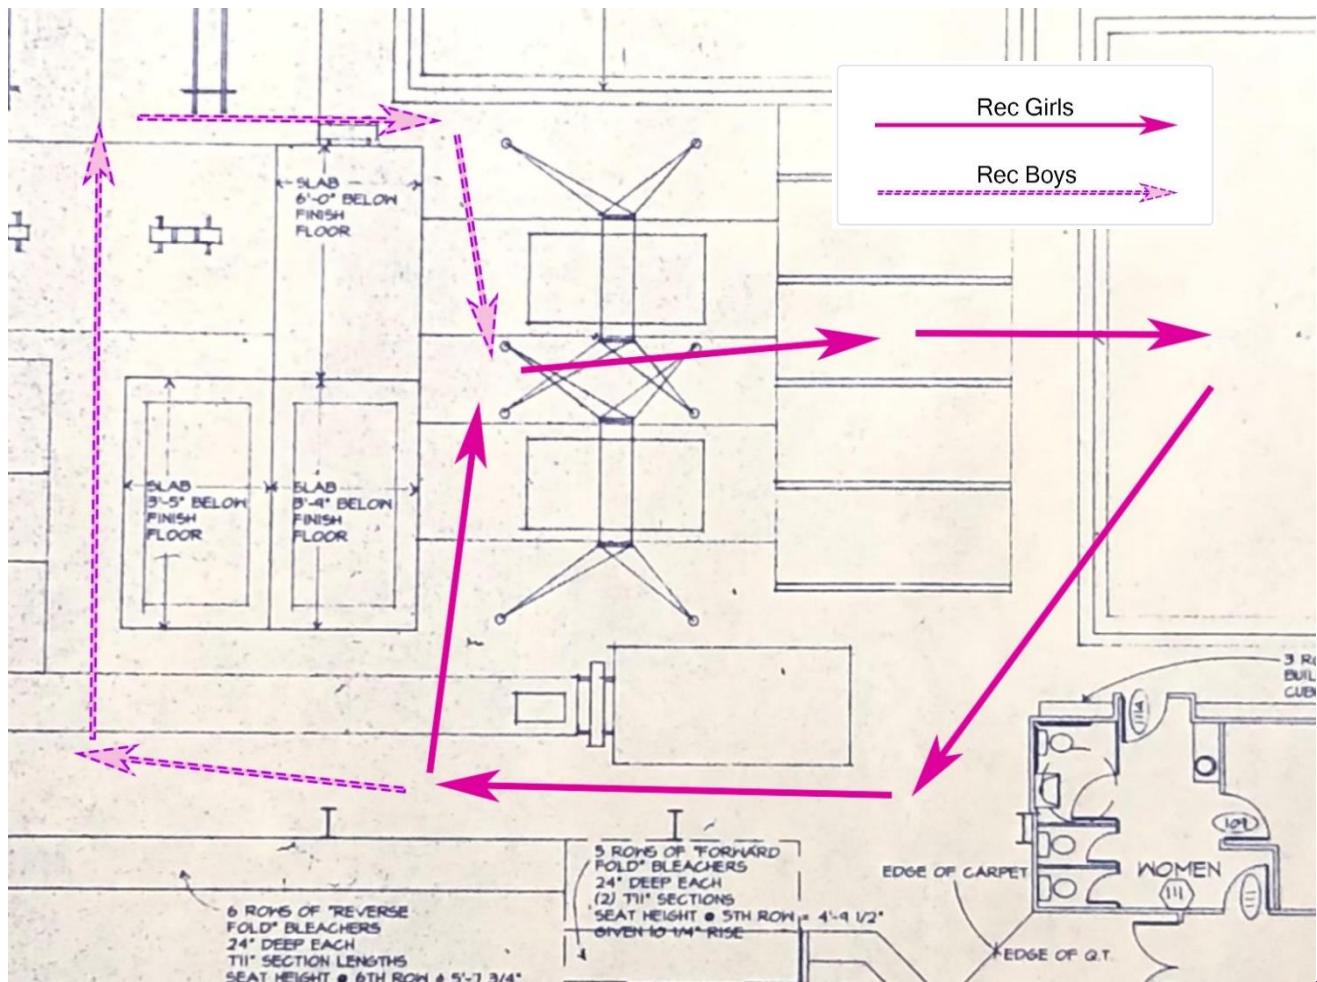 Rec Girls
Rec Boys
SLAB
6'-0" BELOW
FINISH
FLOOR
SLAB
3'-5" BELOW
FINISH
FLOOR
SLAB
3'-4" BELOW
FINISH
FLOOR
3 RO
BUIL
CUB
111A
109
WOMEN
111
EDGE OF CARPET
EDGE OF Q.T.
5 ROWS OF "FORWARD
FOLD" BLEACHERS
24" DEEP EACH
(2) 7'11" SECTIONS
SEAT HEIGHT @ 5TH ROW = 4'-9 1/2"
GIVEN 10 1/4" RISE
6 ROWS OF "REVERSE
FOLD" BLEACHERS
24" DEEP EACH
7'11" SECTION LENGTHS
SEAT HEIGHT @ 6TH ROW = 5'-7 3/4"